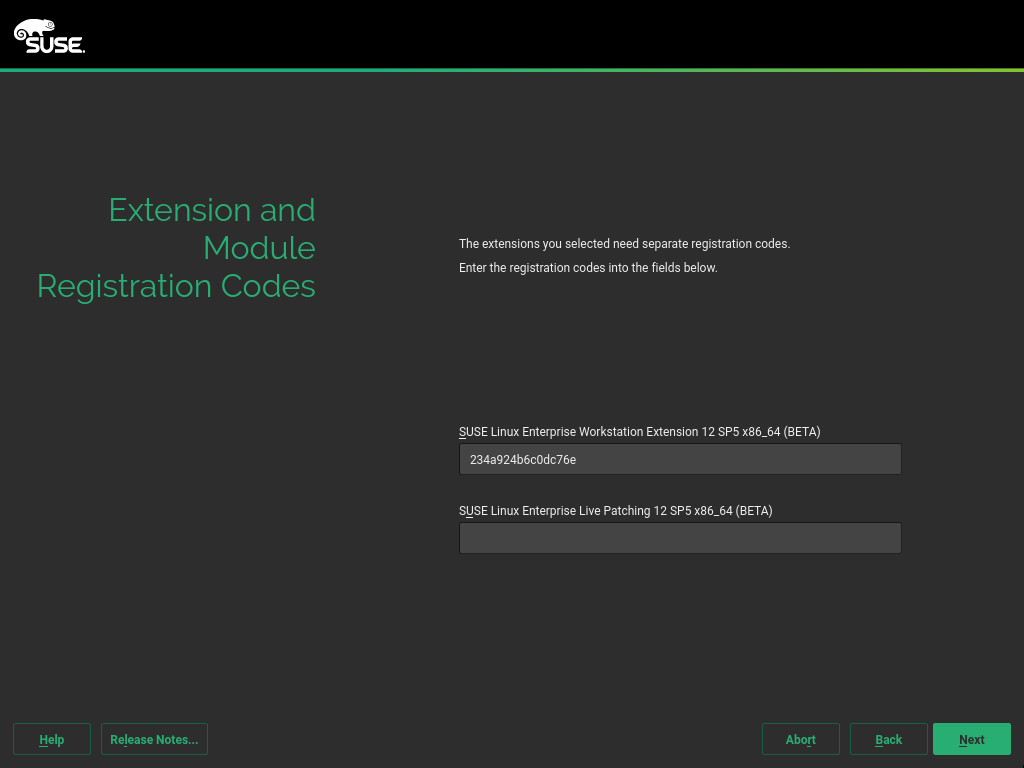 SUSE
Extension and
Module
Registration Codes
The extensions you selected need separate registration codes.
Enter the registration codes into the fields below.
SUSE Linux Enterprise Workstation Extension 12 SP5 x86_64 (BETA)
234a924b6c0dc76e
SUSE Linux Enterprise Live Patching 12 SP5 x86_64 (BETA)
Help
Release Notes...
Abort
Back
Next